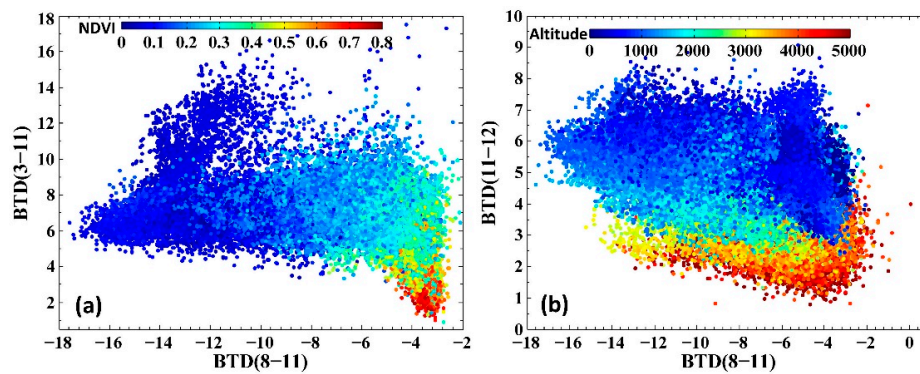 NDVI
0 0.1 0.2 0.3 0.4 0.5 0.6 0.7 0.8
18
16
14
12
10
8
6
4
2
BTD(3−11)
(a)
−18 −16 −14 −12 −10 −8 −6 −4 −2
BTD(8−11)
Altitude
0 1000 2000 3000 4000 5000
10
9
8
7
6
5
4
3
2
1
0
BTD(11−12)
(b)
−18 −16 −14 −12 −10 −8 −6 −4 −2 0
BTD(8−11)